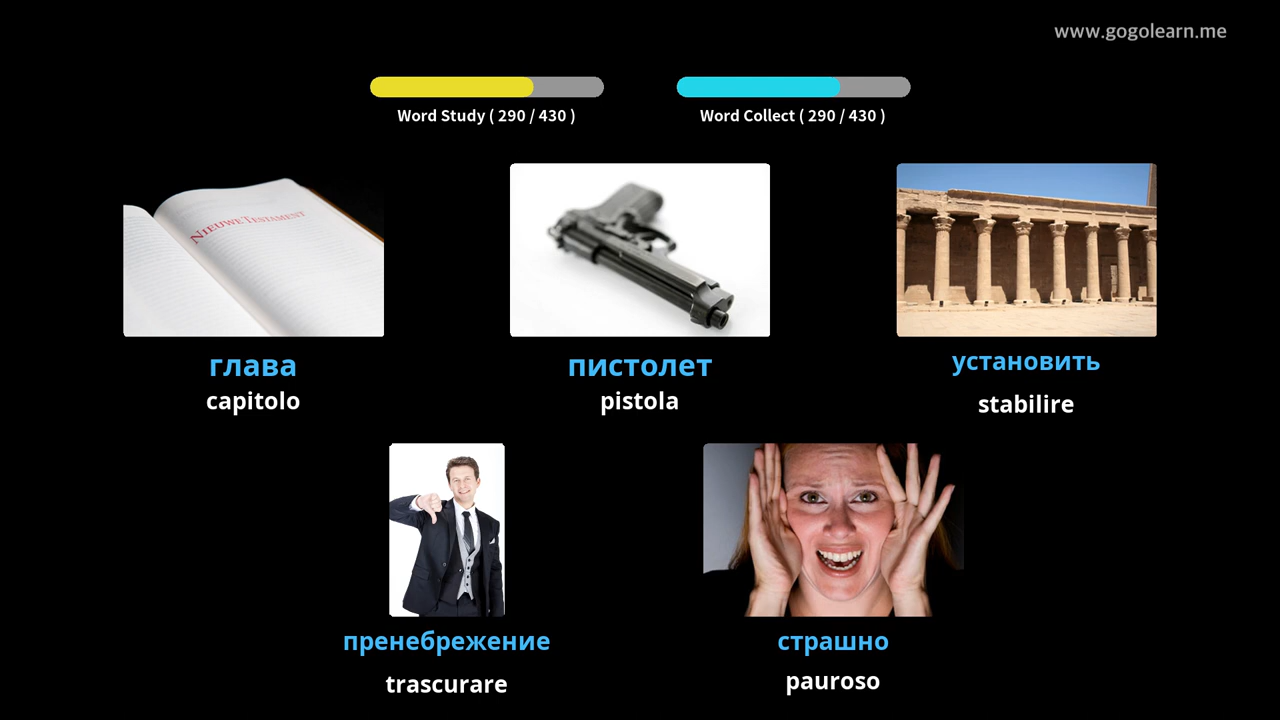 www.gogolearn.me
Word Study ( 290 / 430 )
Word Collect ( 290 / 430 )
NIEUWE TESTAMENT
глава
capitolo
пистолет
pistola
установить
stabilire
пренебрежение
trascurare
страшно
pauroso